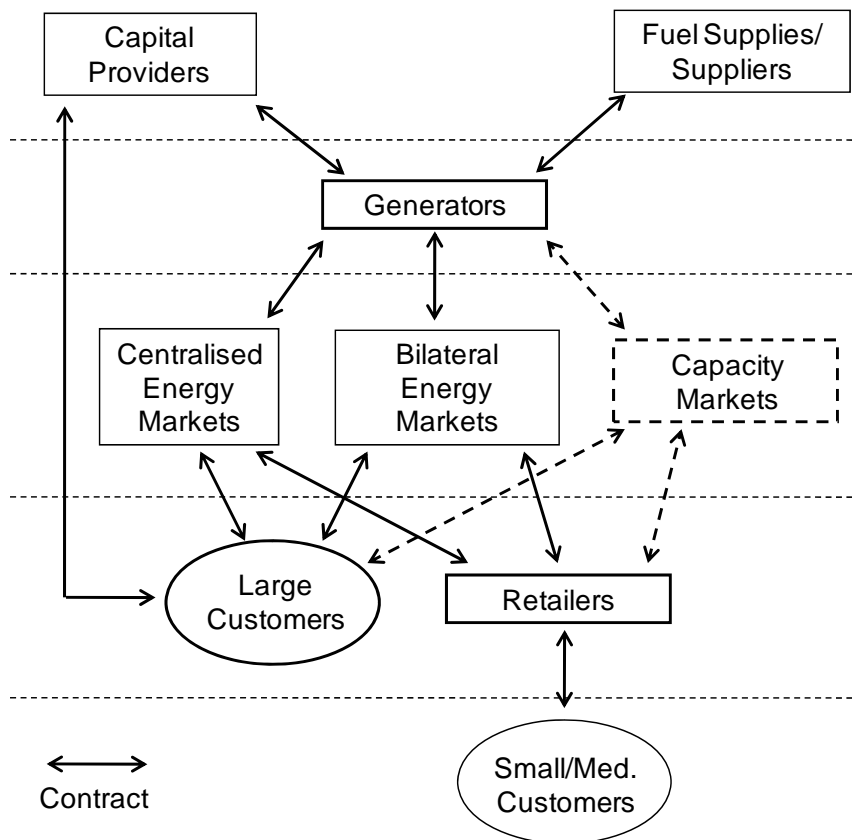 Capital
Providers
Fuel Supplies/
Suppliers
Generators
Centralised
Energy
Markets
Bilateral
Energy
Markets
Capacity
Markets
Large
Customers
Retailers
Small/Med.
Customers
Contract